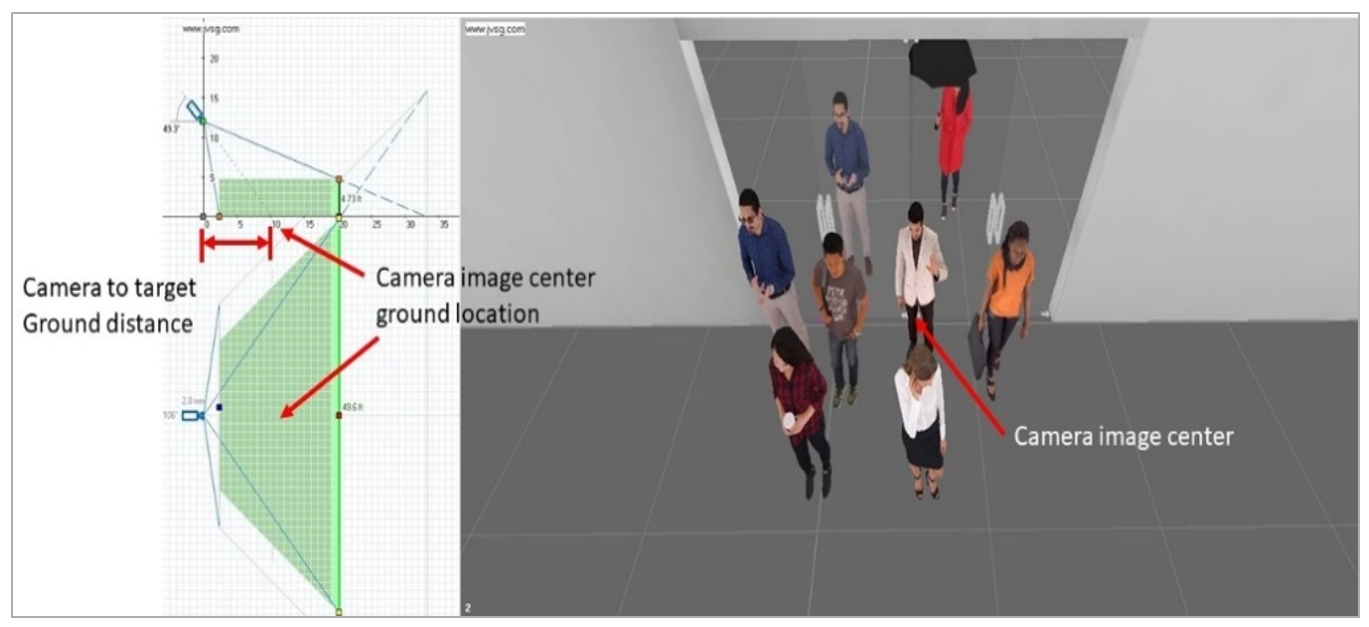 www.jvsg.com
20
15
49.3°
10
5
4.73 ft
0 5 10 15 20 25 30 35
Camera to target
Ground distance
Camera image center
ground location
2.8 mm
106°
49.6 ft
www.jvsg.com
Camera image center
2